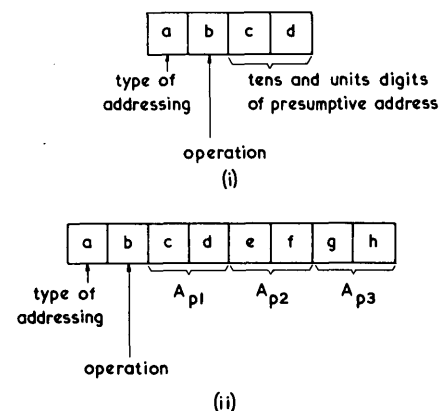 a b c d
type of addressing
tens and units digits of presumptive address
operation
(i)
a b c d e f g h
type of addressing
A p1 A p2 A p3
operation
(ii)